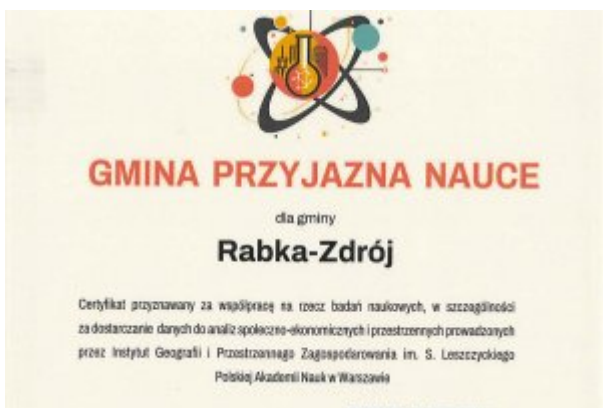 GMINA PRZYJAZNA NAUCE
dla gminy
Rabka-Zdrój
Certyfikat przyznawany za współpracę na rzecz badań naukowych, w szczególności
za dostarczanie danych do analiz społeczno-ekonomicznych i przestrzennych prowadzonych
przez Instytut Geografii i Przestrzennego Zagospodarowania im. S. Leszczyckiego
Polskiej Akademii Nauk w Warszawie